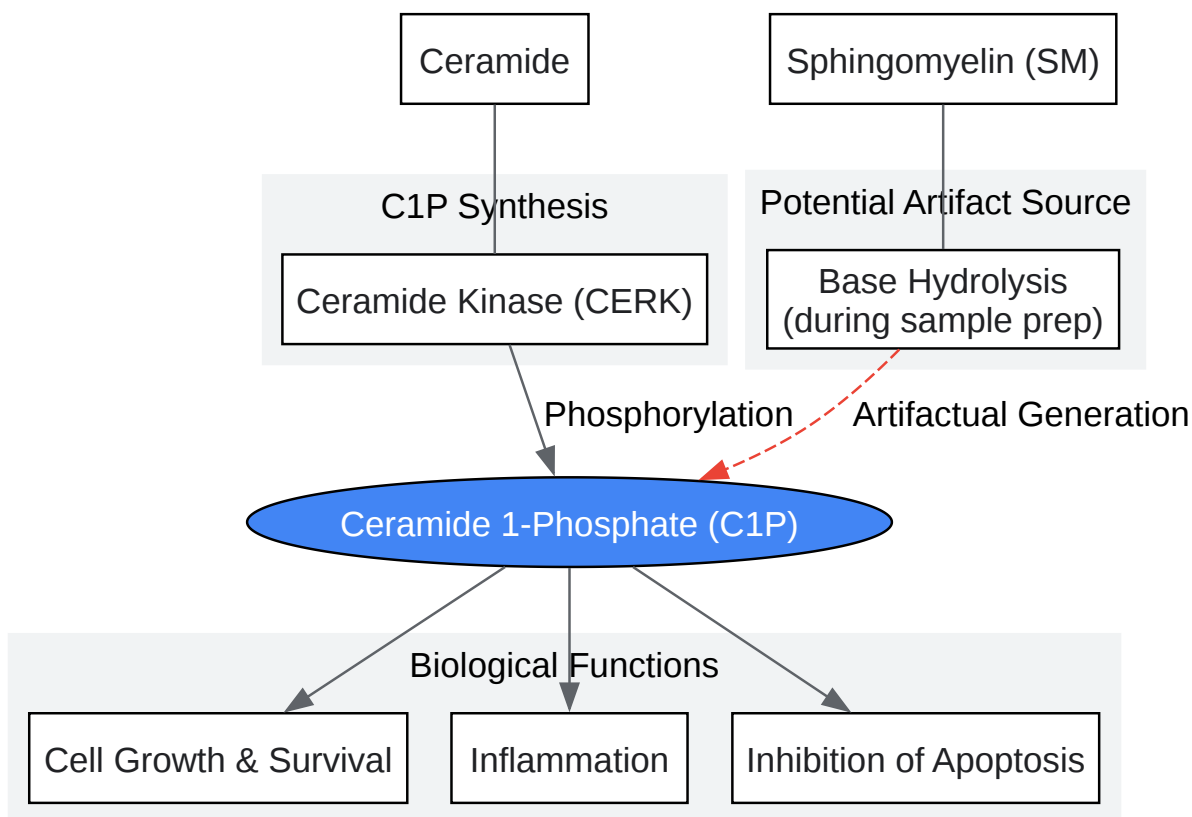 Ceramide
Sphingomyelin (SM)
C1P Synthesis
Potential Artifact Source
Ceramide Kinase (CERK)
Base Hydrolysis
(during sample prep)
Phosphorylation
Artifactual Generation
Ceramide 1-Phosphate (C1P)
Biological Functions
Cell Growth & Survival
Inflammation
Inhibition of Apoptosis